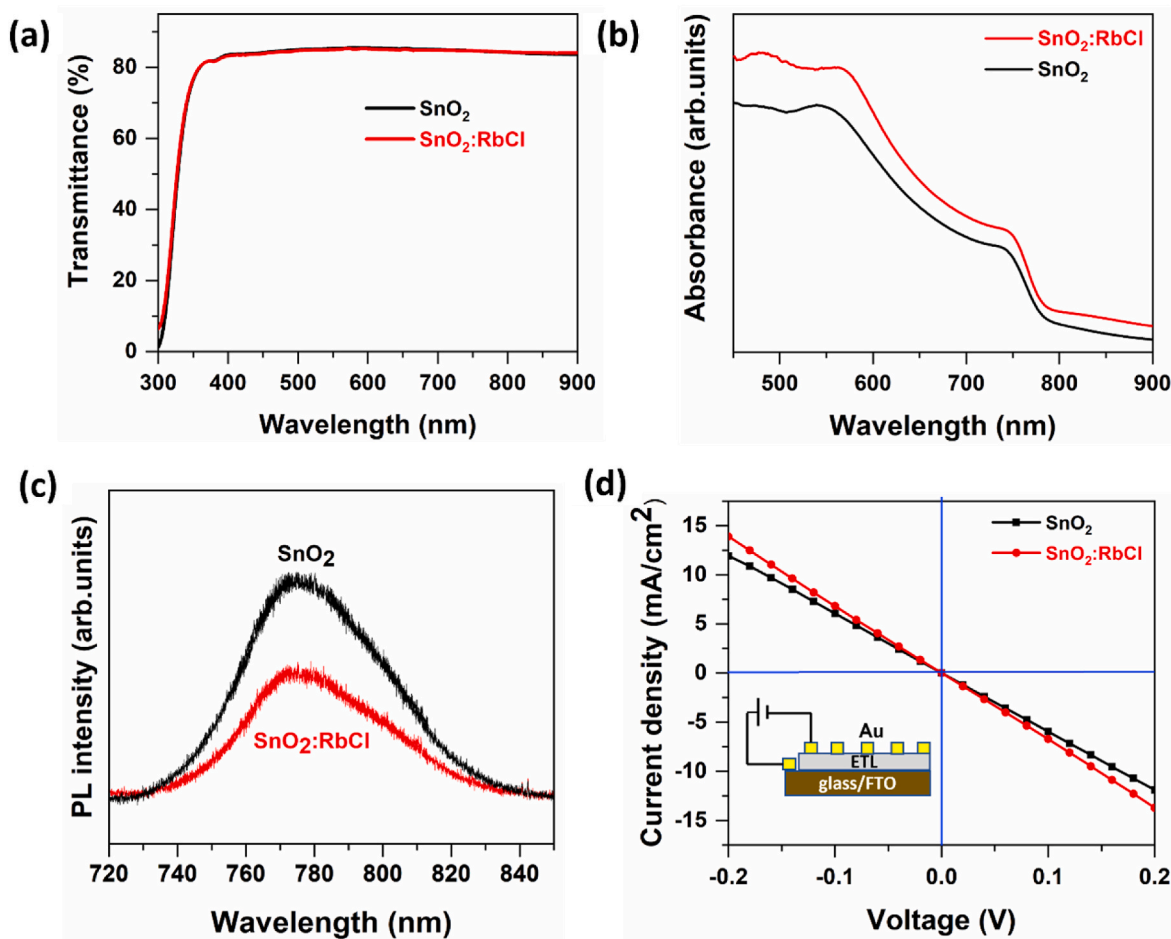 (a)
Transmittance (%)
80
60
40
20
0
SnO₂
SnO₂:RbCl
300 400 500 600 700 800 900
Wavelength (nm)
(b)
Absorbance (arb.units)
SnO₂:RbCl
SnO₂
500 600 700 800 900
Wavelength (nm)
(c)
PL intensity (arb.units)
SnO₂
SnO₂:RbCl
720 740 760 780 800 820 840
Wavelength (nm)
(d)
Current density (mA/cm²)
15
10
5
0
-5
-10
-15
SnO₂
SnO₂:RbCl
Au
ETL
glass/FTO
-0.2 -0.1 0.0 0.1 0.2
Voltage (V)